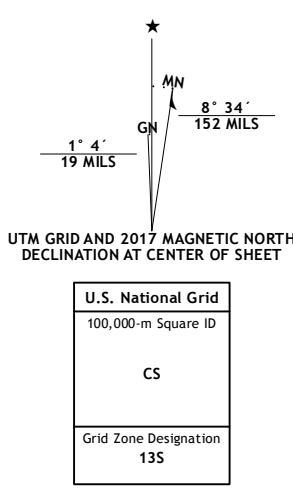 ★
MN
GN
8° 34´
152 MILS
1° 4´
19 MILS
UTM GRID AND 2017 MAGNETIC NORTH
DECLINATION AT CENTER OF SHEET
U.S. National Grid
100,000-m Square ID
CS
Grid Zone Designation
13S